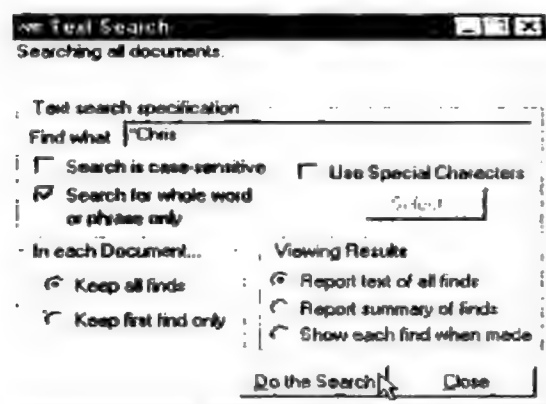 Text Search
Searching all documents.
Text search specification
Find what "Chris
Search is case-sensitive
Use Special Characters
Search for whole word
or phrase only
Select
In each Document...
Viewing Results
Keep all finds
Report text of all finds
Keep first find only
Report summary of finds
Show each find when made
Do the Search
Close